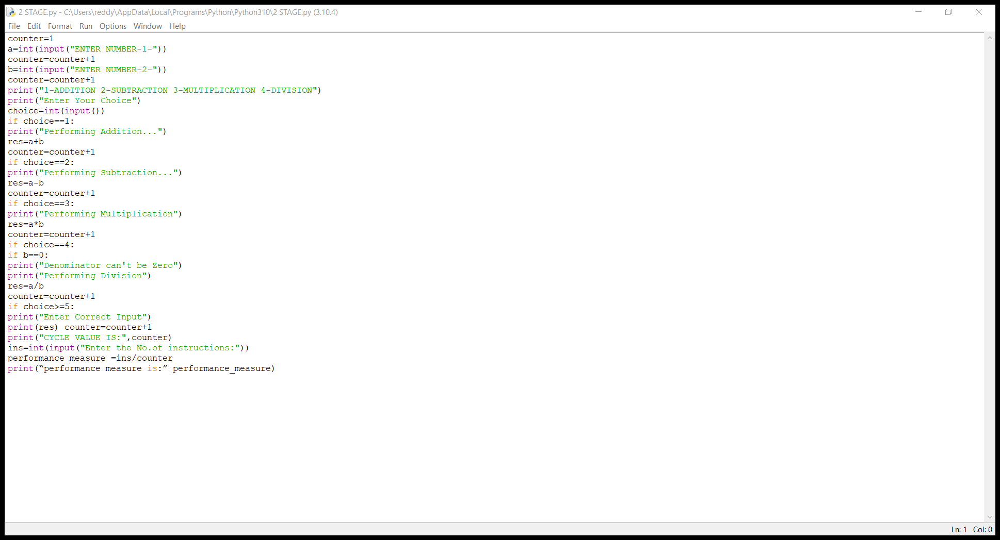 2 STAGE.py - C:\Users\reddy\AppData\Local\Programs\Python\Python310\2 STAGE.py (3.10.4)
File Edit Format Run Options Window Help
counter=1
a=int(input("ENTER NUMBER-1-"))
counter=counter+1
b=int(input("ENTER NUMBER-2-"))
counter=counter+1
print("1-ADDITION 2-SUBTRACTION 3-MULTIPLICATION 4-DIVISION")
print("Enter Your Choice")
choice=int(input())
if choice==1:
print("Performing Addition...")
res=a+b
counter=counter+1
if choice==2:
print("Performing Subtraction...")
res=a-b
counter=counter+1
if choice==3:
print("Performing Multiplication")
res=a*b
counter=counter+1
if choice==4:
if b==0:
print("Denominator can't be Zero")
print("Performing Division")
res=a/b
counter=counter+1
if choice>=5:
print("Enter Correct Input")
print(res) counter=counter+1
print("CYCLE VALUE IS:",counter)
ins=int(input("Enter the No.of instructions:"))
performance_measure =ins/counter
print(“performance measure is:” performance_measure)
Ln: 1 Col: 0